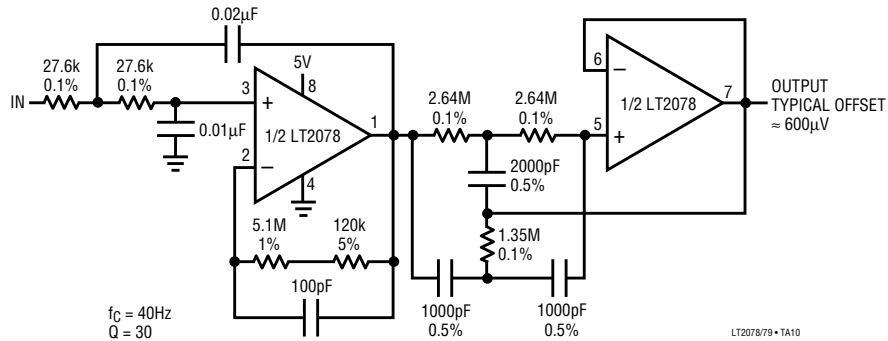 0.02µF
27.6k
0.1%
27.6k
0.1%
IN
0.01µF
5V
8
3
+
1/2 LT2078
1
2
–
4
5.1M
1%
120k
5%
100pF
fC = 40Hz
Q = 30
2.64M
0.1%
2.64M
0.1%
2000pF
0.5%
1.35M
0.1%
1000pF
0.5%
1000pF
0.5%
6
–
1/2 LT2078
7
5
+
OUTPUT
TYPICAL OFFSET
≈ 600µV
LT2078/79 • TA10